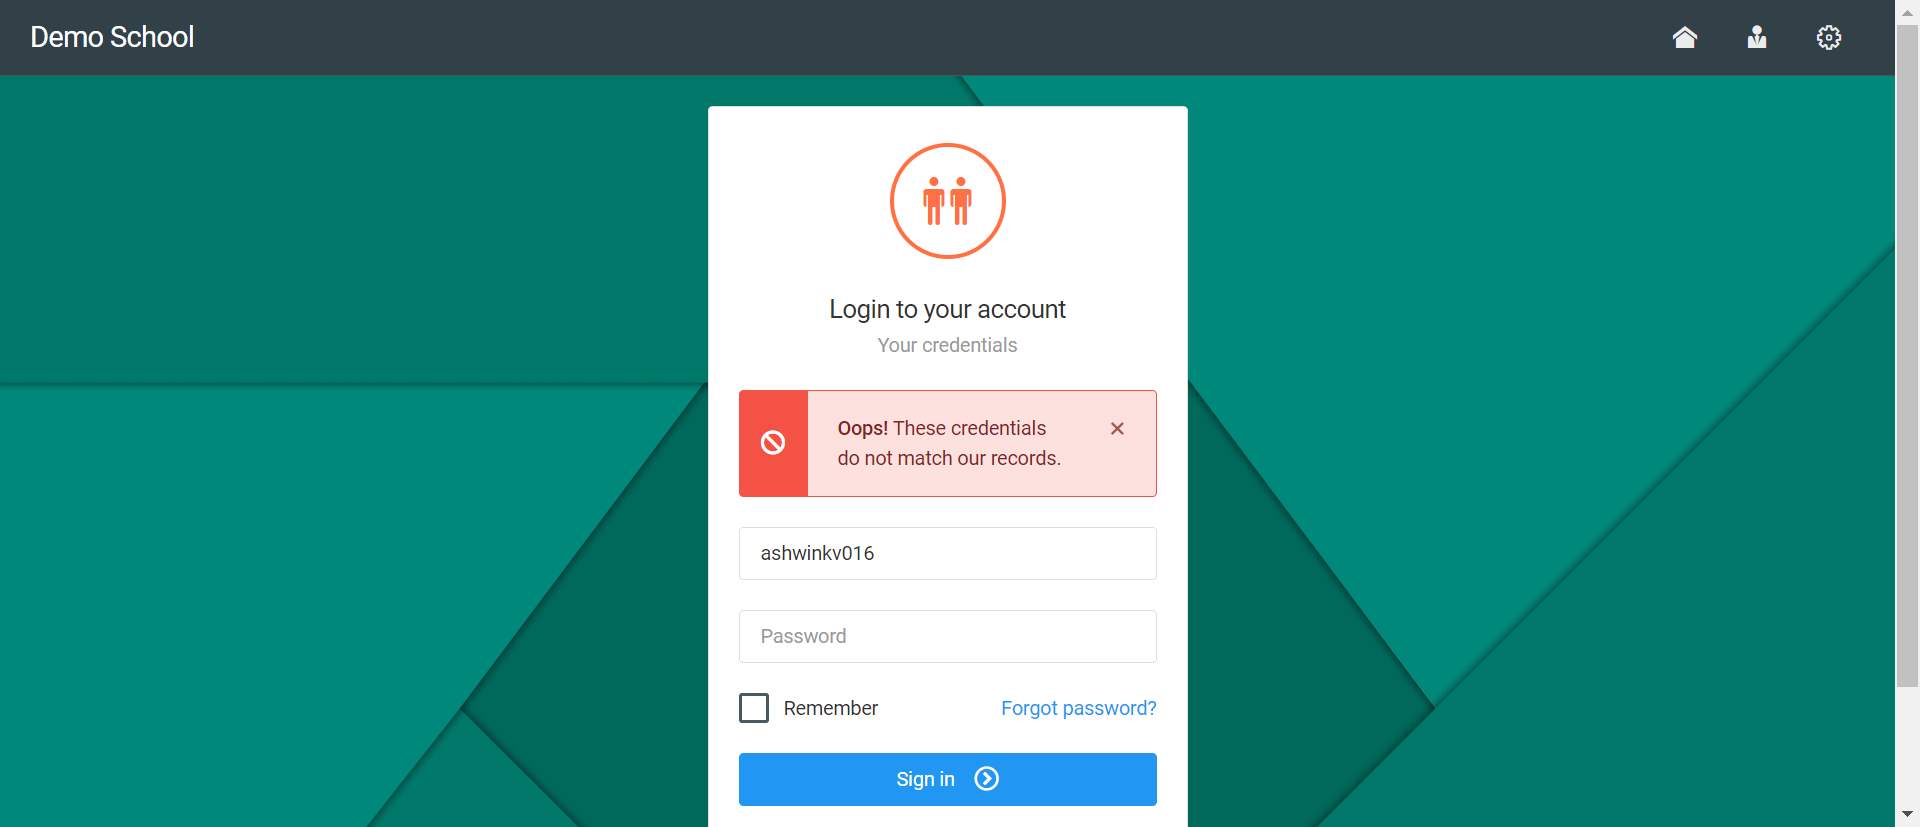 Demo School
Login to your account
Your credentials
Oops! These credentials
do not match our records.
ashwinkv016
Password
Remember
Forgot password?
Sign in